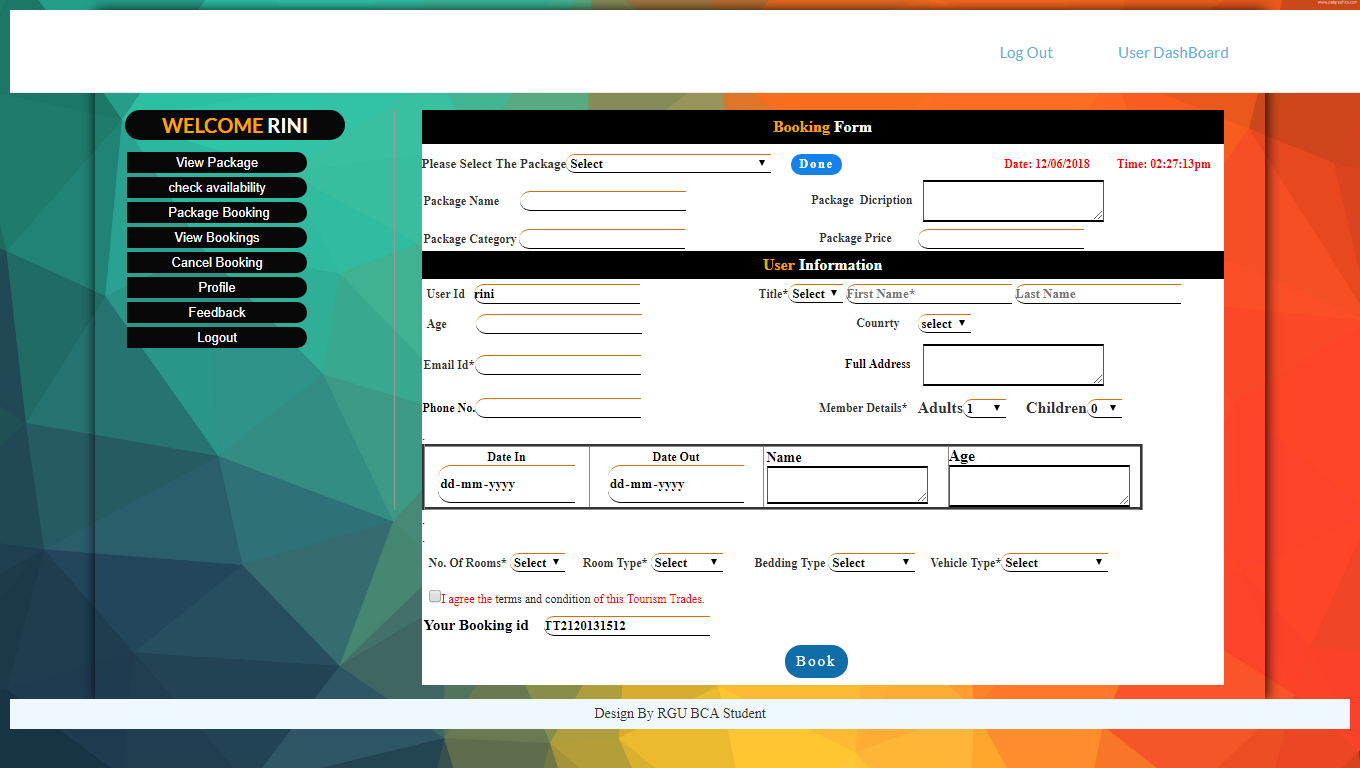 Log Out User DashBoard
WELCOME RINI
View Package
check availability
Package Booking
View Bookings
Cancel Booking
Profile
Feedback
Logout
Booking Form
Please Select The Package Select Done Date: 12/06/2018 Time: 02:27:13pm
Package Name Package Dicription
Package Category Package Price
User Information
User Id rini Title* Select First Name* Last Name
Age Counrty select
Email Id* Full Address
Phone No. Member Details* Adults 1 Children 0
Date In Date Out Name Age
dd-mm-yyyy dd-mm-yyyy
No. Of Rooms* Select Room Type* Select Bedding Type Select Vehicle Type* Select
I agree the terms and condition of this Tourism Trades.
Your Booking id TT2120131512
Book
Design By RGU BCA Student